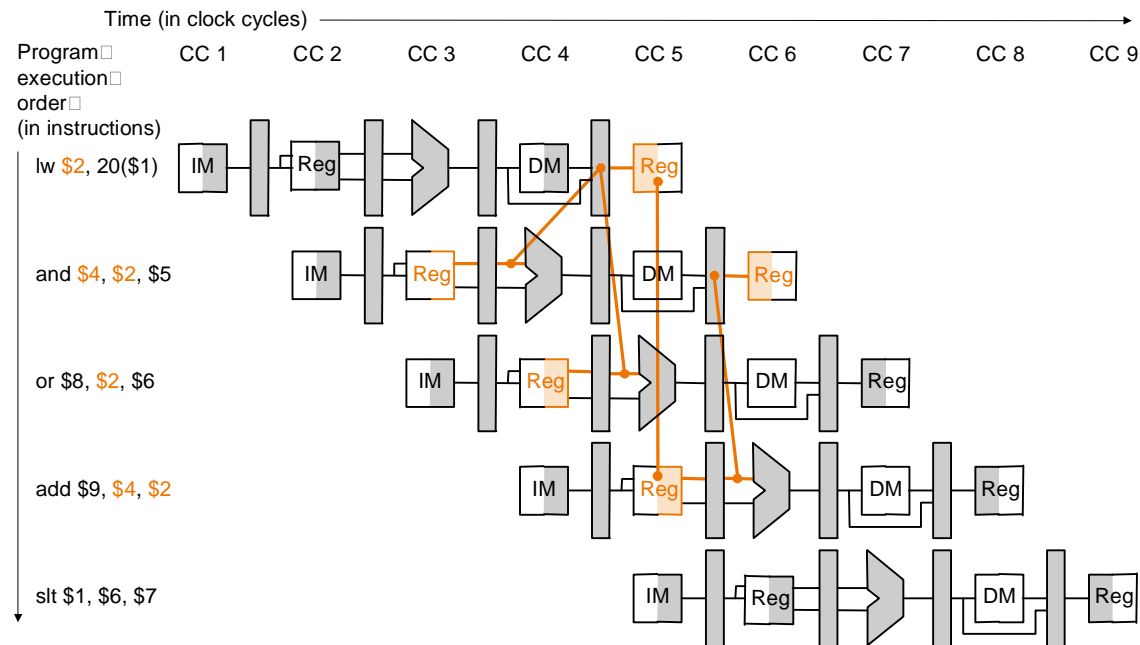 Time (in clock cycles)
Program□
execution□
order□
(in instructions)
CC 1 CC 2 CC 3 CC 4 CC 5 CC 6 CC 7 CC 8 CC 9
lw $2, 20($1) IM Reg DM Reg
and $4, $2, $5 IM Reg DM Reg
or $8, $2, $6 IM Reg DM Reg
add $9, $4, $2 IM Reg DM Reg
slt $1, $6, $7 IM Reg DM Reg